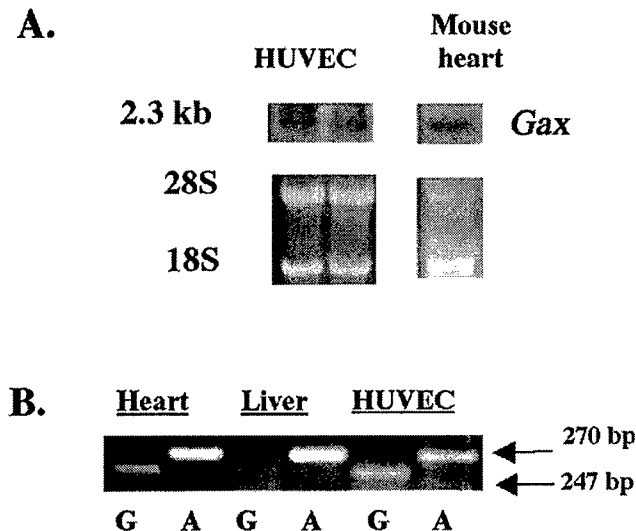 A.
HUVEC
Mouse
heart
2.3 kb
Gax
28S
18S
B.
Heart Liver HUVEC
270 bp
247 bp
G A G A G A